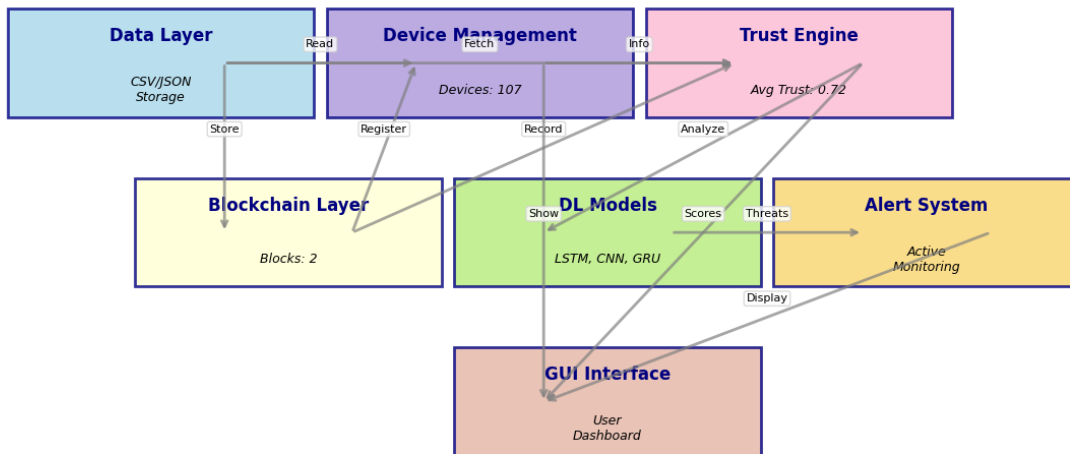 Data Layer
Device Management
Trust Engine
Read
Fetch
Info
CSV/JSON
Storage
Devices: 107
Avg Trust: 0.72
Store
Register
Record
Analyze
Blockchain Layer
DL Models
Alert System
Show
Scores
Threats
Blocks: 2
LSTM, CNN, GRU
Active
Monitoring
Display
GUI Interface
User
Dashboard